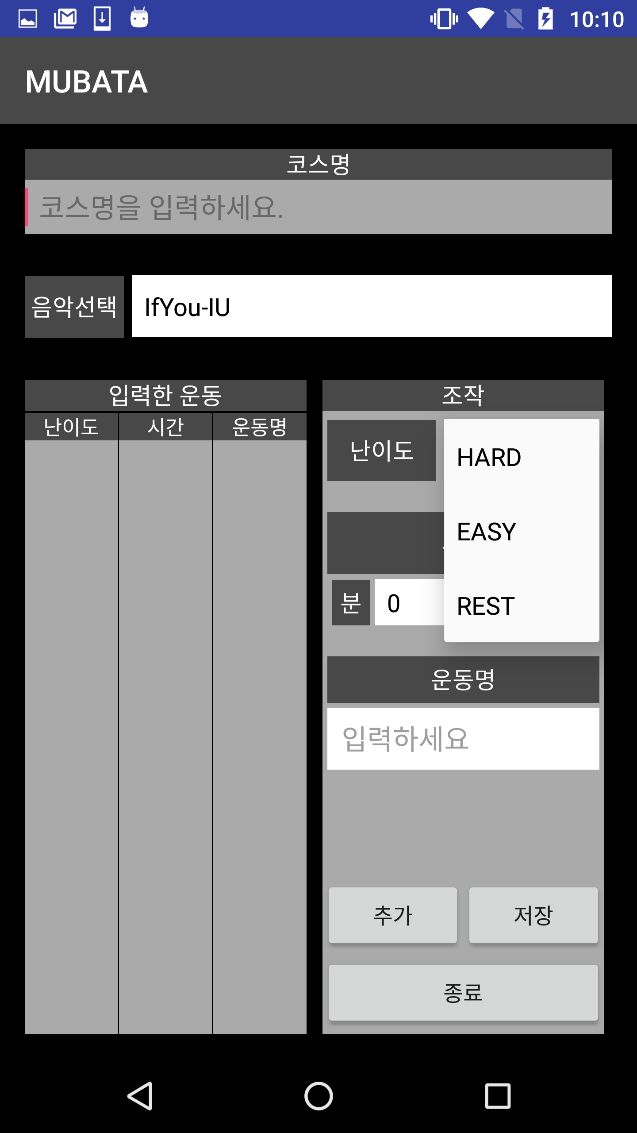 10:10
MUBATA
코스명
코스명을 입력하세요.
음악선택 IfYou-IU
입력한 운동
난이도 시간 운동명
조작
난이도
HARD
EASY
REST
분 0
운동명
입력하세요
추가 저장
종료